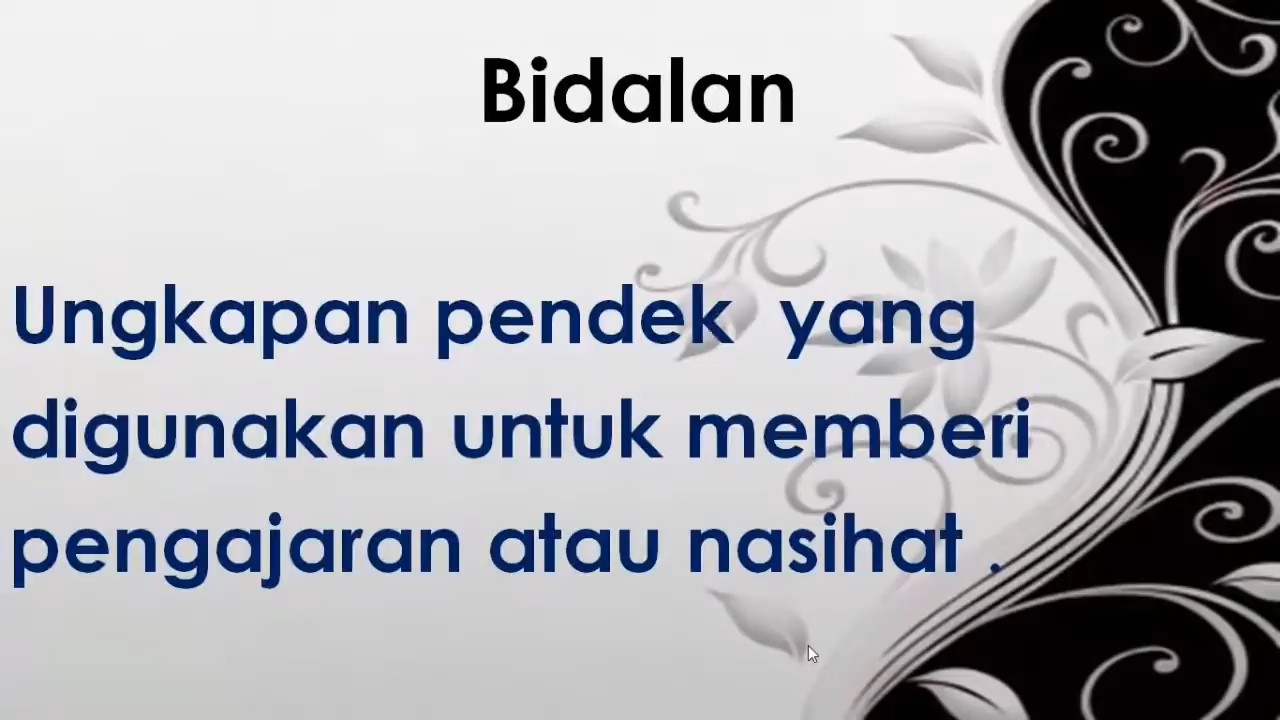 Bidalan
Ungkapan pendek  yang
digunakan untuk memberi
pengajaran atau nasihat .